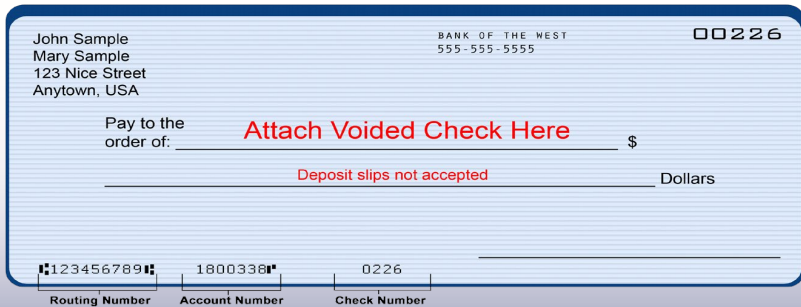 John Sample
Mary Sample
123 Nice Street
Anytown, USA
BANK OF THE WEST
555-555-5555
00226
Pay to the
order of:
Attach Voided Check Here
$
Deposit slips not accepted
Dollars
⑆123456789⑆ 1800338⑈ 0226
Routing Number Account Number Check Number